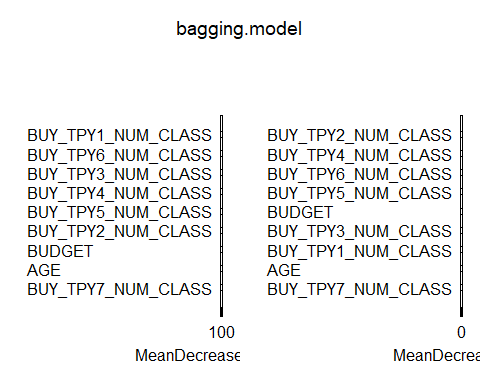 bagging.model
BUY_TPY1_NUM_CLASS
BUY_TPY6_NUM_CLASS
BUY_TPY3_NUM_CLASS
BUY_TPY4_NUM_CLASS
BUY_TPY5_NUM_CLASS
BUY_TPY2_NUM_CLASS
BUDGET
AGE
BUY_TPY7_NUM_CLASS
100
MeanDecrease
BUY_TPY2_NUM_CLASS
BUY_TPY4_NUM_CLASS
BUY_TPY6_NUM_CLASS
BUY_TPY5_NUM_CLASS
BUDGET
BUY_TPY3_NUM_CLASS
BUY_TPY1_NUM_CLASS
AGE
BUY_TPY7_NUM_CLASS
0
MeanDecrea